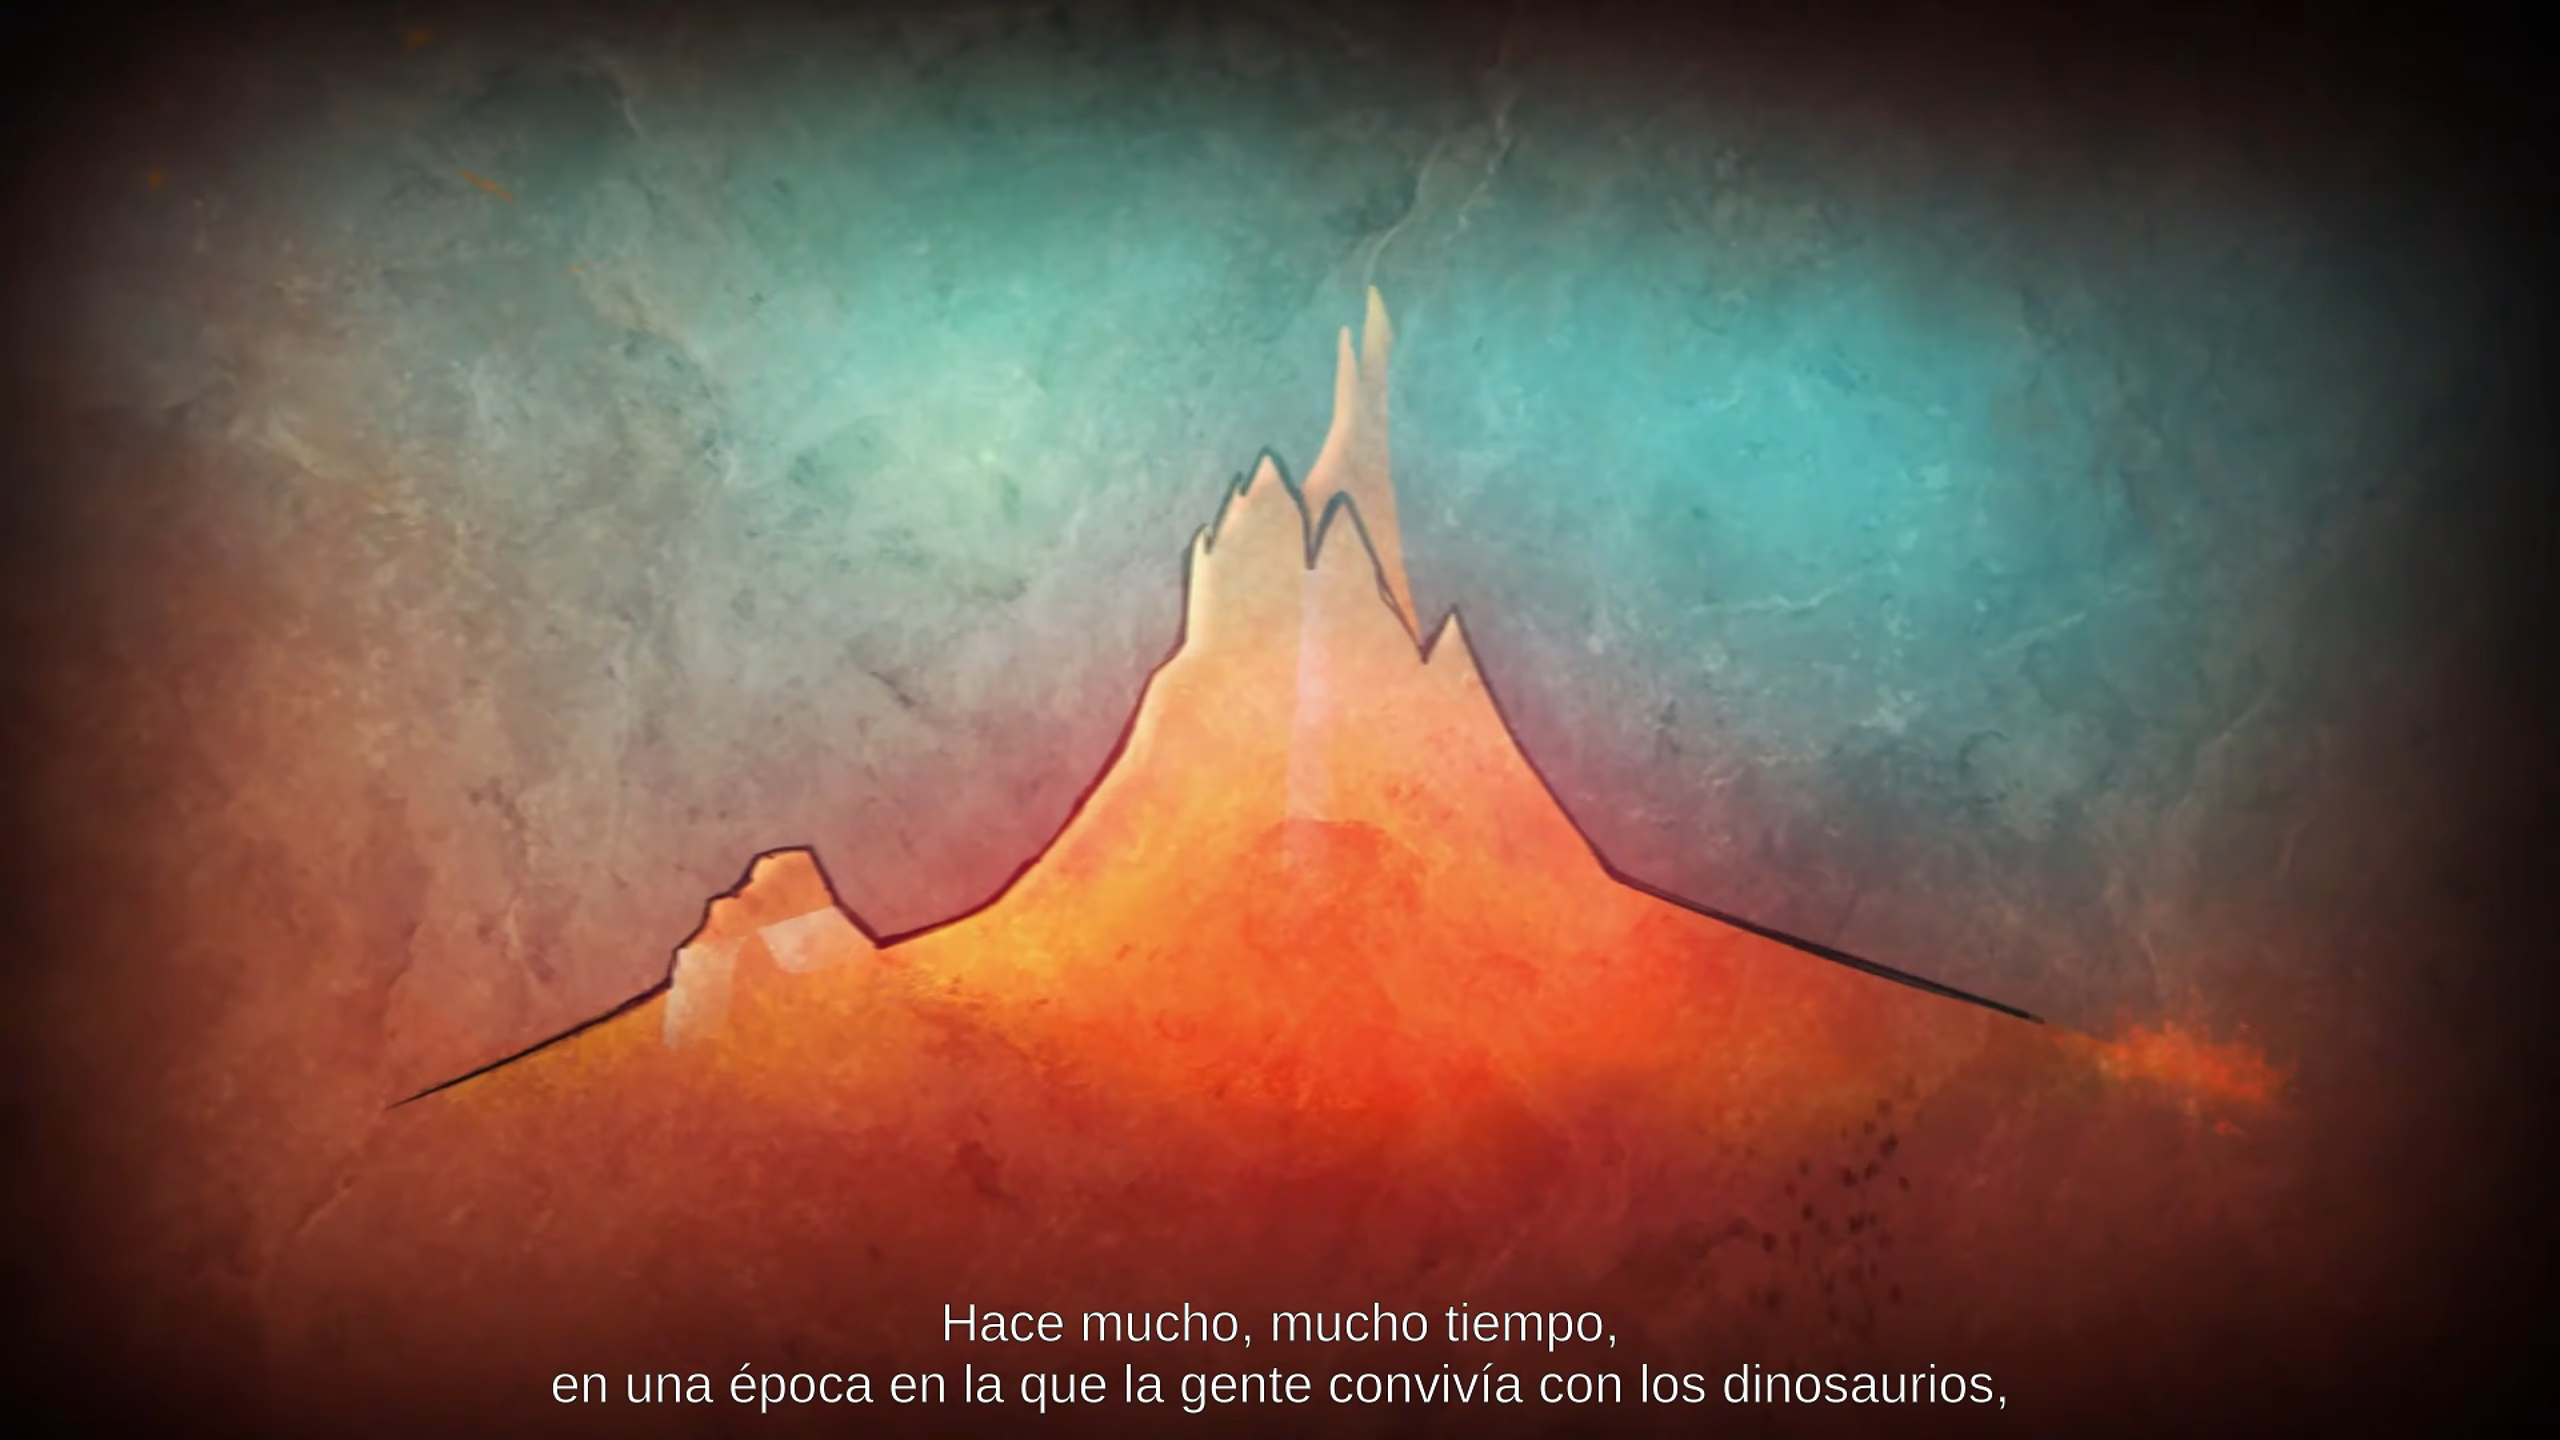 Hace mucho, mucho tiempo,
en una época en la que la gente convivía con los dinosaurios,